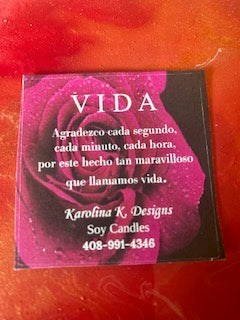 VIDA
Agradezco cada segundo,
cada minuto, cada hora,
por este hecho tan maravilloso
que llamamos vida.
Karolina K. Designs
Soy Candles
408-991-4346